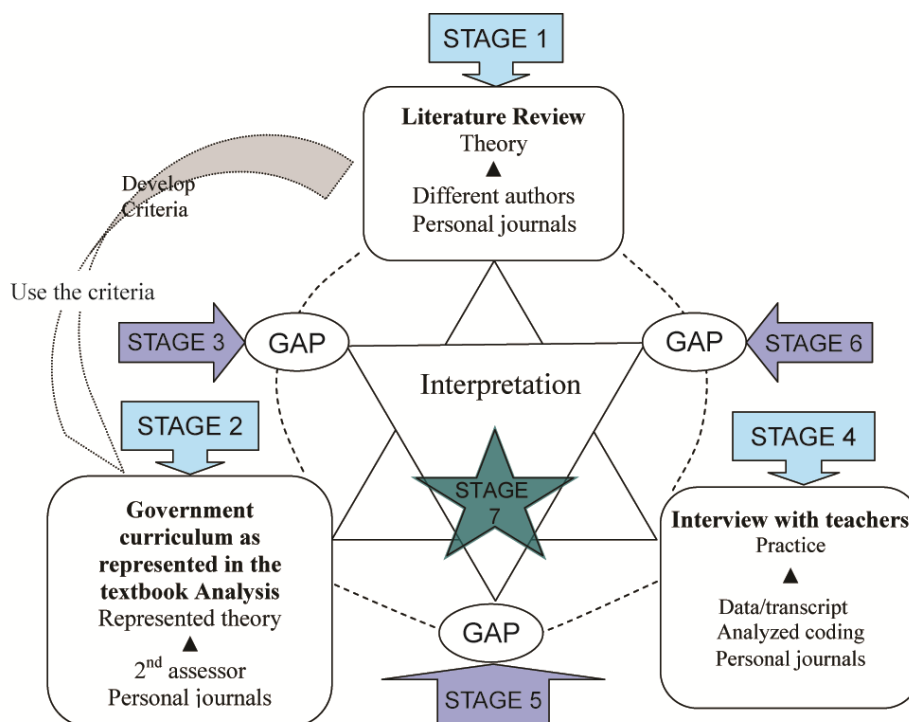 STAGE 1
Literature Review
Theory
▲
Different authors
Personal journals
Develop
Criteria
Use the criteria
STAGE 3
GAP
GAP
STAGE 6
Interpretation
STAGE 2
STAGE 4
STAGE
7
Government
curriculum as
represented in the
textbook Analysis
Represented theory
▲
2nd assessor
Personal journals
Interview with teachers
Practice
▲
Data/transcript
Analyzed coding
Personal journals
GAP
STAGE 5